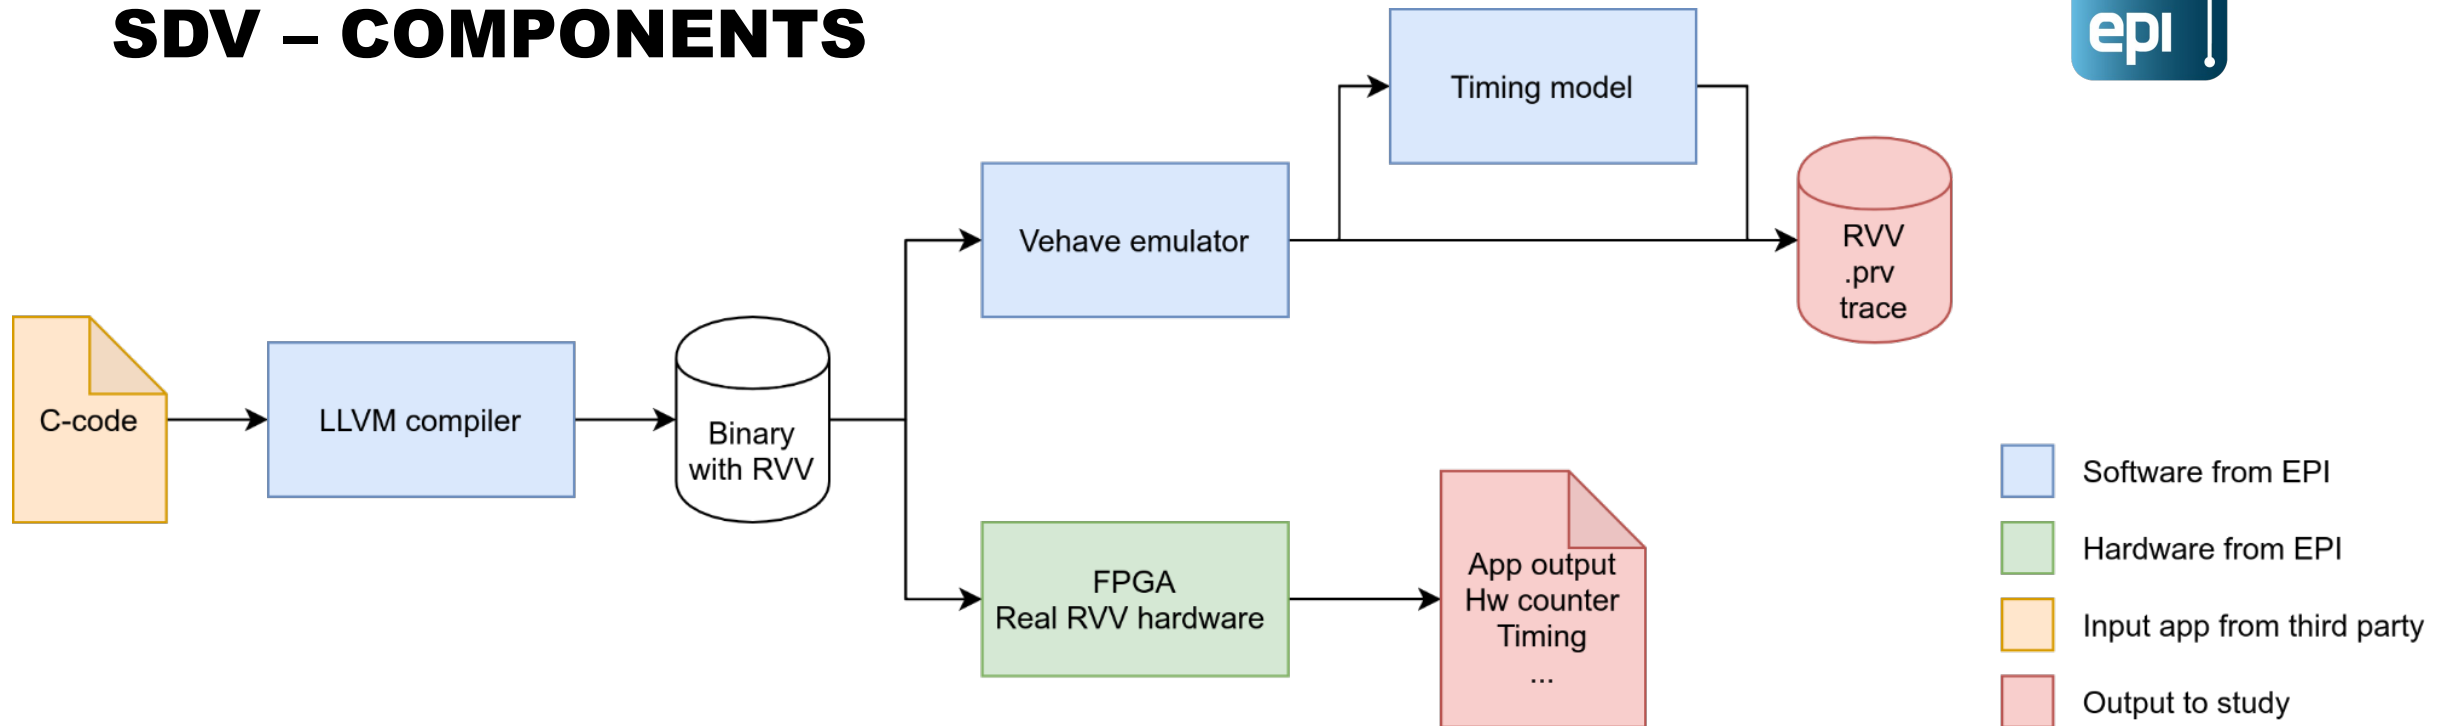 SDV – COMPONENTS
epi
Timing model
Vehave emulator
RVV
.prv
trace
C-code
LLVM compiler
Binary
with RVV
FPGA
Real RVV hardware
App output
Hw counter
Timing
...
Software from EPI
Hardware from EPI
Input app from third party
Output to study